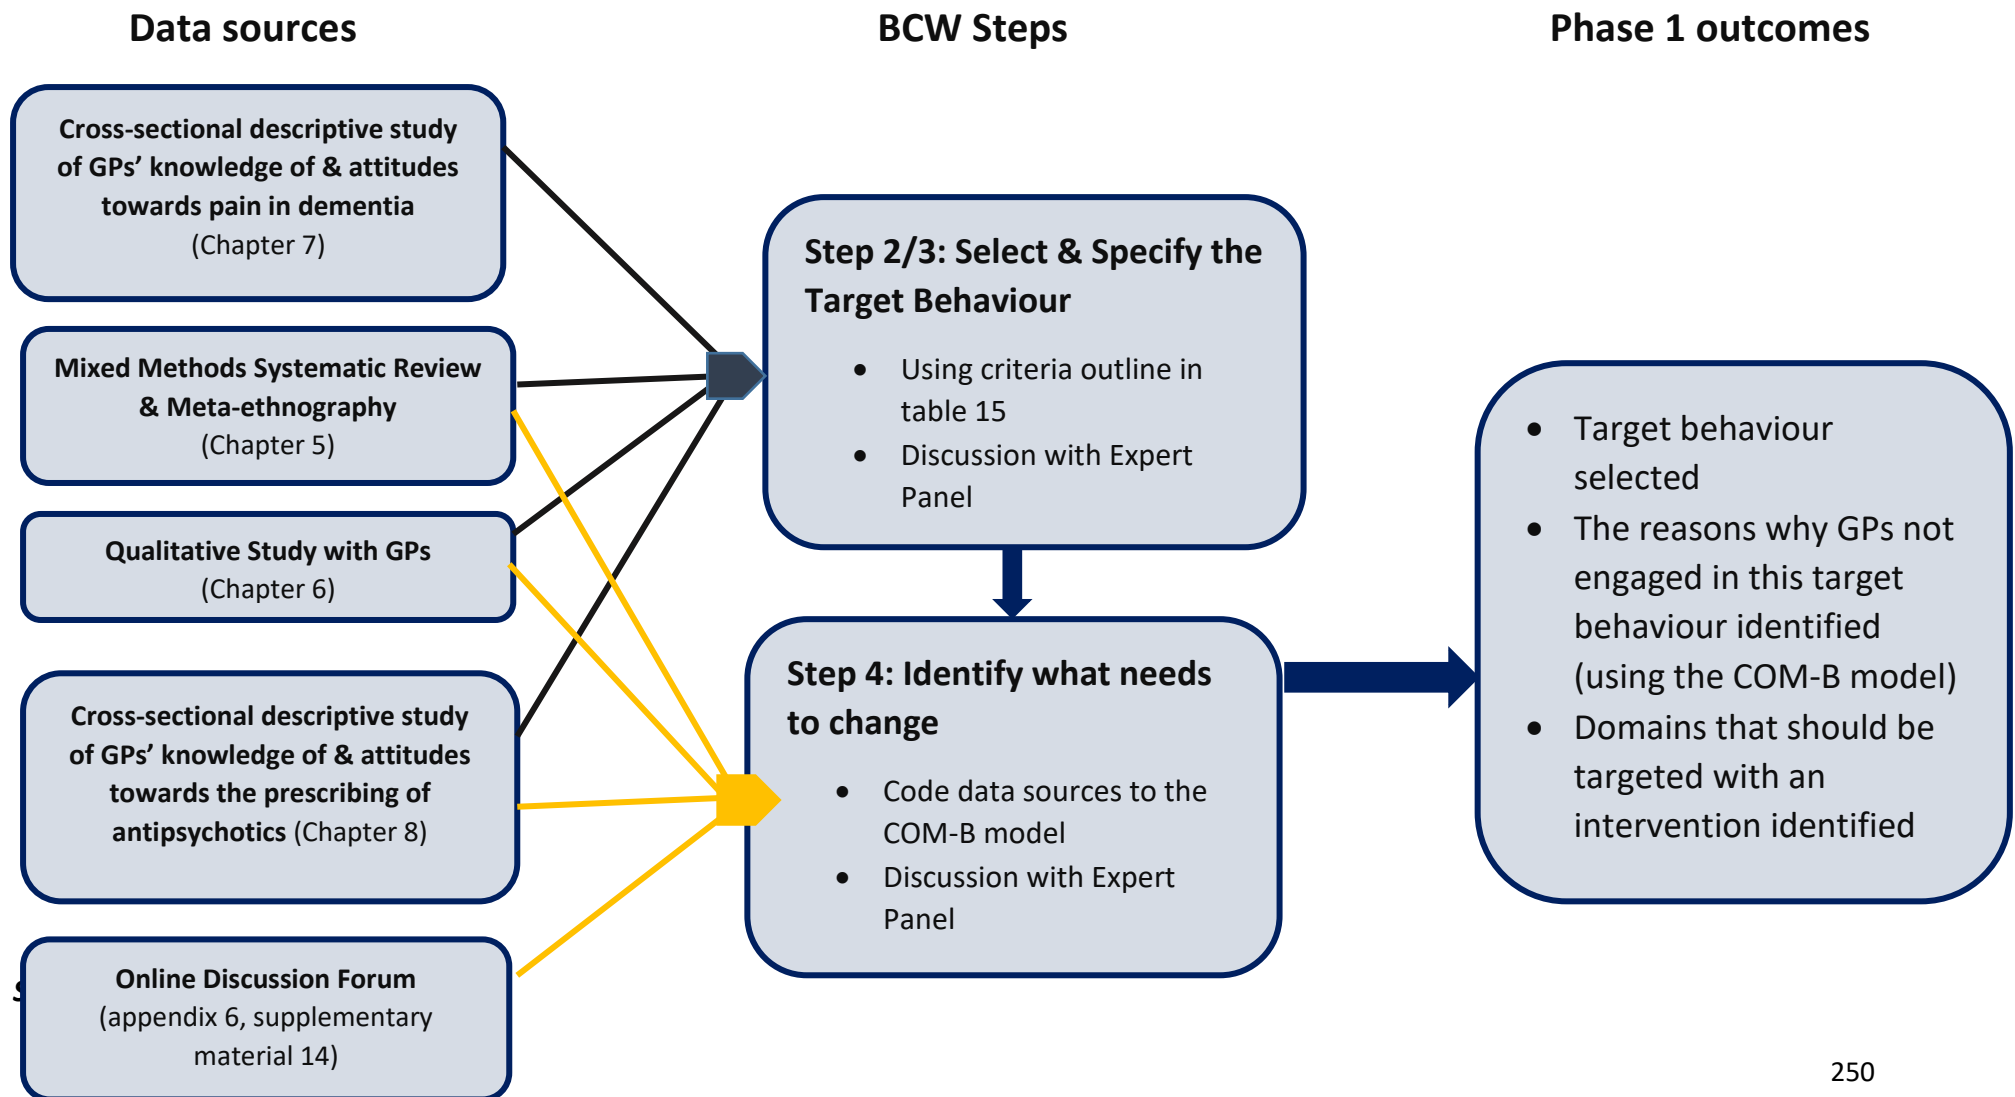 Data sources
BCW Steps
Phase 1 outcomes
Cross-sectional descriptive study
of GPs’ knowledge of & attitudes
towards pain in dementia
(Chapter 7)
Mixed Methods Systematic Review
& Meta-ethnography
(Chapter 5)
Qualitative Study with GPs
(Chapter 6)
Cross-sectional descriptive study
of GPs’ knowledge of & attitudes
towards the prescribing of
antipsychotics (Chapter 8)
Online Discussion Forum
(appendix 6, supplementary
material 14)
Step 2/3: Select & Specify the
Target Behaviour
• Using criteria outline in
table 15
• Discussion with Expert
Panel
Step 4: Identify what needs
to change
• Code data sources to the
COM-B model
• Discussion with Expert
Panel
• Target behaviour
selected
• The reasons why GPs not
engaged in this target
behaviour identified
(using the COM-B model)
• Domains that should be
targeted with an
intervention identified
250